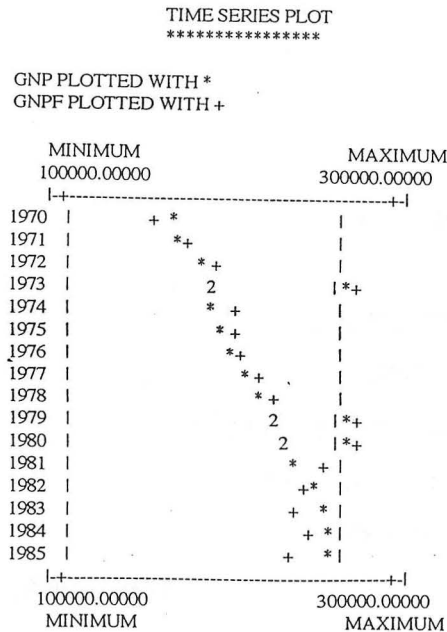 TIME SERIES PLOT
****************
GNP PLOTTED WITH *
GNPF PLOTTED WITH +
MINIMUM MAXIMUM
100000.00000 300000.00000
|-+------------------------------------------+-|
1970 | + * |
1971 | *+ |
1972 | *+ |
1973 | 2 | *+
1974 | * + |
1975 | *+ |
1976 | *+ |
1977 | *+ |
1978 | *+ |
1979 | 2 | *+
1980 | 2 | *+
1981 | * + |
1982 | +* |
1983 | + * |
1984 | + * |
1985 | + * |
|-+------------------------------------------+-|
100000.00000 300000.00000
MINIMUM MAXIMUM